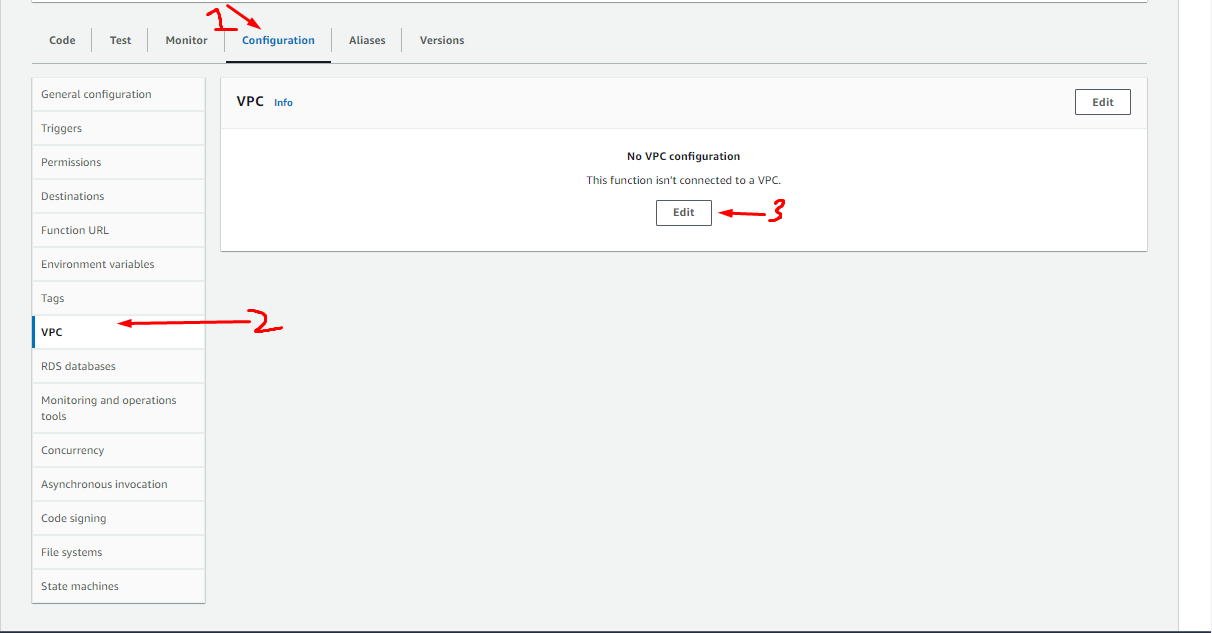 1
Code Test Monitor Configuration Aliases Versions
General configuration
VPC Info
Edit
Triggers
No VPC configuration
Permissions
This function isn't connected to a VPC.
Destinations
Edit
3
Function URL
Environment variables
Tags
2
VPC
RDS databases
Monitoring and operations
tools
Concurrency
Asynchronous invocation
Code signing
File systems
State machines